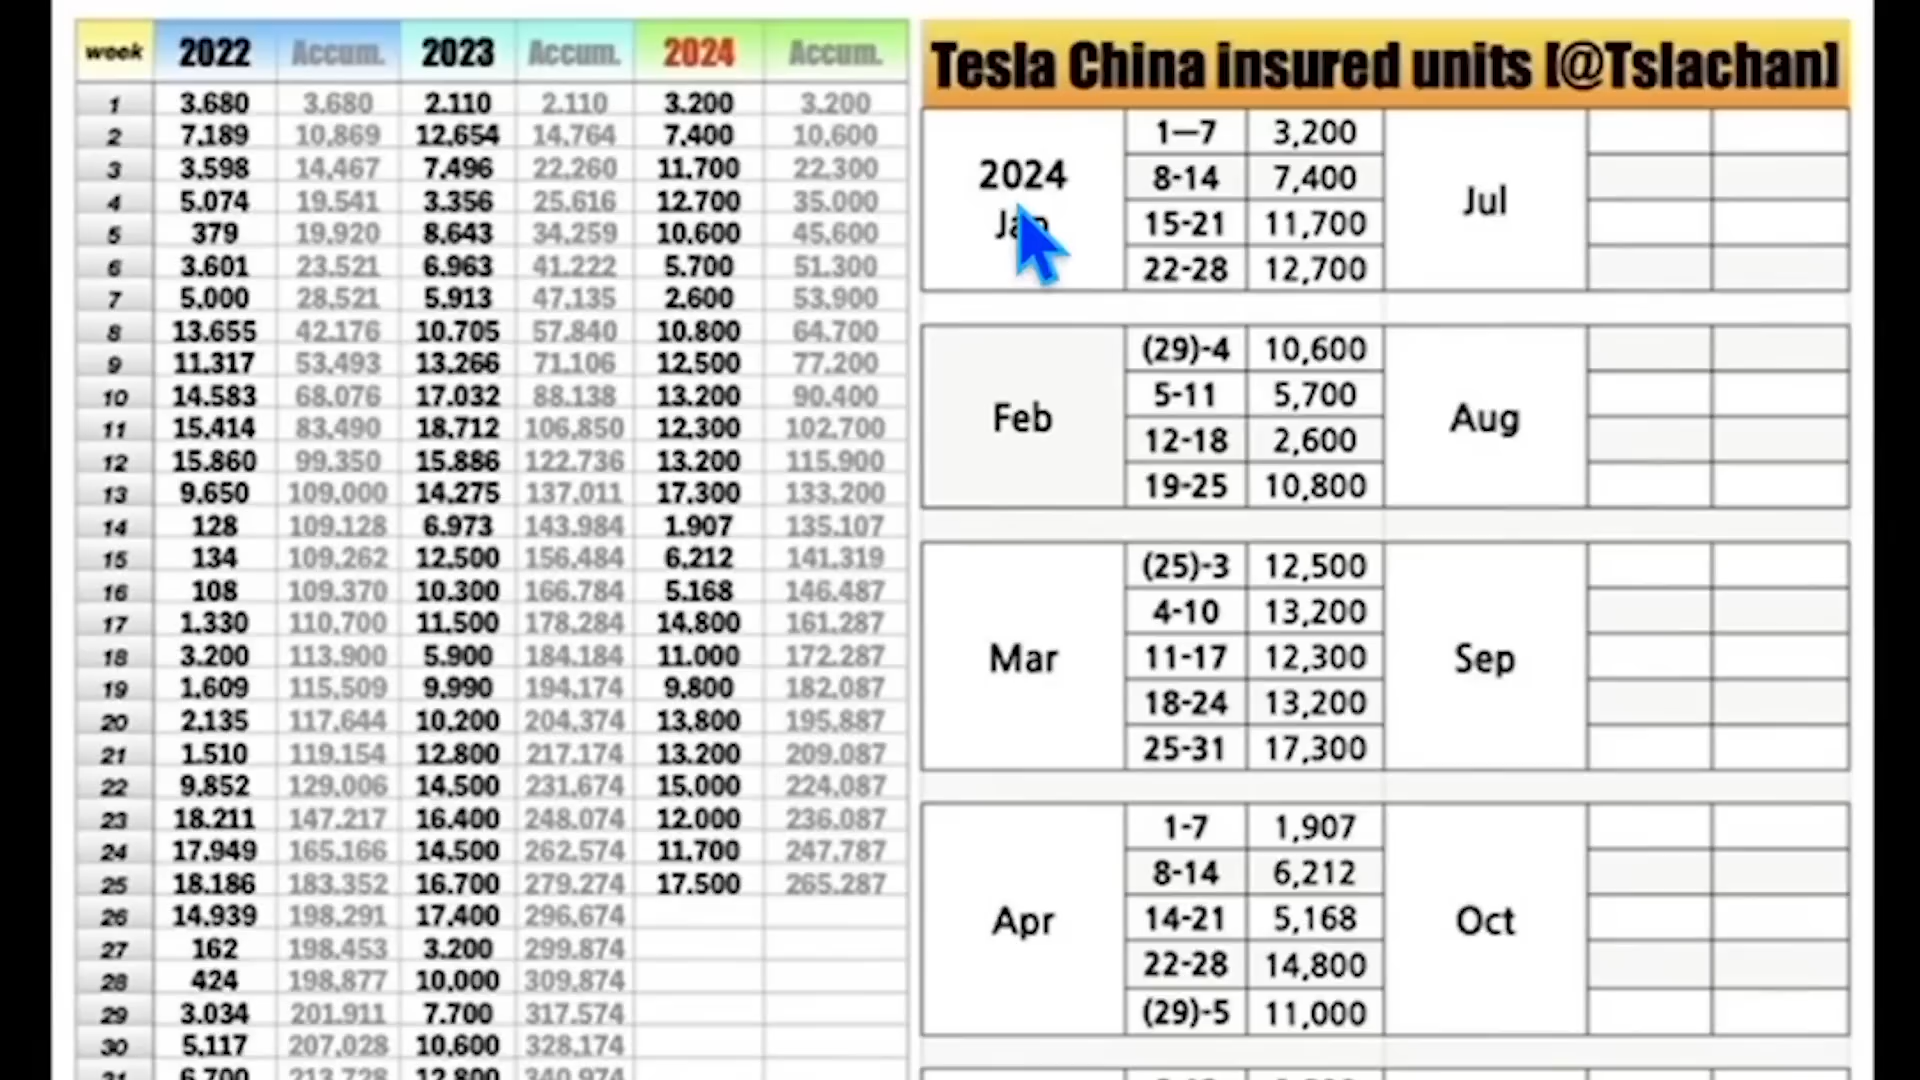 week 2022 Accum. 2023 Accum. 2024 Accum.
1 3.680 3.680 2.110 2.110 3.200 3.200
2 7.189 10,869 12.654 14.764 7.400 10,600
3 3.598 14,467 7.496 22,260 11.700 22.300
4 5.074 19.541 3.356 25.616 12.700 35.000
5 379 19,920 8.643 34,259 10.600 45,600
6 3.601 23.521 6.963 41.222 5.700 51.300
7 5.000 28.521 5.913 47.135 2.600 53.900
8 13.655 42.176 10.705 57.840 10.800 64.700
9 11.317 53,493 13.266 71.106 12.500 77.200
10 14.583 68.076 17.032 88.138 13.200 90.400
11 15.414 83,490 18.712 106,850 12.300 102.700
12 15.860 99.350 15.886 122.736 13.200 115.900
13 9.650 109.000 14.275 137,011 17.300 133.200
14 128 109.128 6.973 143.984 1.907 135.107
15 134 109.262 12.500 156.484 6.212 141.319
16 108 109.370 10.300 166.784 5.168 146.487
17 1.330 110,700 11.500 178.284 14.800 161.287
18 3.200 113.900 5.900 184.184 11.000 172.287
19 1.609 115,509 9.990 194.174 9.800 182.087
20 2.135 117.644 10.200 204.374 13.800 195.887
21 1.510 119.154 12.800 217.174 13.200 209.087
22 9.852 129,006 14.500 231.674 15.000 224.087
23 18.211 147.217 16.400 248.074 12.000 236.087
24 17.949 165.166 14.500 262.574 11.700 247.787
25 18.186 183.352 16.700 279.274 17.500 265.287
26 14.939 198.291 17.400 296.674
27 162 198.453 3.200 299.874
28 424 198.877 10.000 309.874
29 3.034 201.911 7.700 317.574
30 5.117 207.028 10.600 328.174
6.700 213.728 12.800 340.974
Tesla China insured units [@Tslachan]
2024
1—7 3,200
8-14 7,400
15-21 11,700
22-28 12,700
Jul
Feb
(29)-4 10,600
5-11 5,700
12-18 2,600
19-25 10,800
Aug
Mar
(25)-3 12,500
4-10 13,200
11-17 12,300
18-24 13,200
25-31 17,300
Sep
Apr
1-7 1,907
8-14 6,212
14-21 5,168
22-28 14,800
(29)-5 11,000
Oct